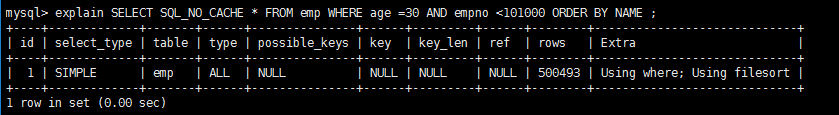 mysql> explain SELECT SQL_NO_CACHE * FROM emp WHERE age =30 AND empno <101000 ORDER BY NAME ;
+----+-------------+-------+------+---------------+------+---------+------+--------+-----------------------------+
| id | select_type | table | type | possible_keys | key | key_len | ref | rows | Extra |
+----+-------------+-------+------+---------------+------+---------+------+--------+-----------------------------+
| 1 | SIMPLE | emp | ALL | NULL | NULL | NULL | NULL | 500493 | Using where; Using filesort |
+----+-------------+-------+------+---------------+------+---------+------+--------+-----------------------------+
1 row in set (0.00 sec)